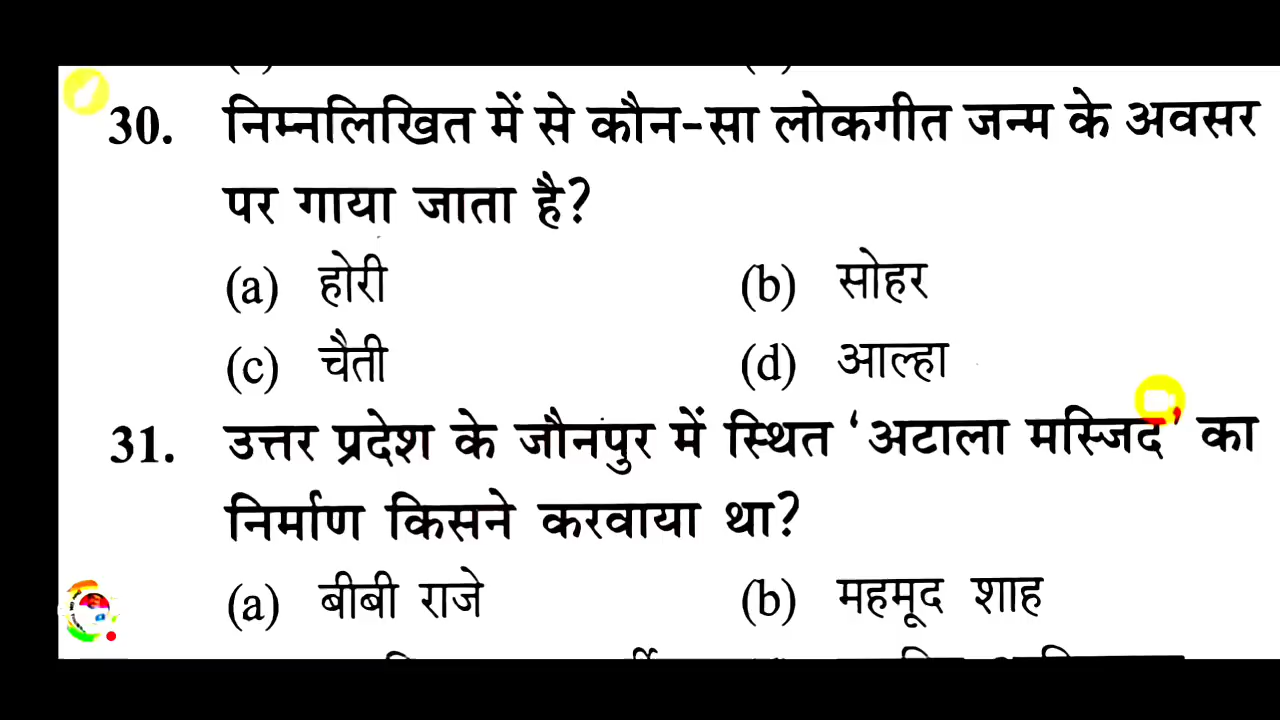 30. निम्नलिखित में से कौन-सा लोकगीत जन्म के अवसर
पर गाया जाता है?
(a) होरी (b) सोहर
(c) चैती (d) आल्हा
31. उत्तर प्रदेश के जौनपुर में स्थित ‘अटाला मस्जिद’ का
निर्माण किसने करवाया था?
(a) बीबी राजे (b) महमूद शाह